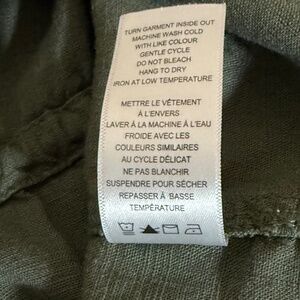 TURN GARMENT INSIDE OUT
MACHINE WASH COLD
WITH LIKE COLOUR
GENTLE CYCLE
DO NOT BLEACH
HANG TO DRY
IRON AT LOW TEMPERATURE
METTRE LE VÊTEMENT
À L'ENVERS
LAVER À LA MACHINE À L'EAU
FROIDE AVEC LES
COULEURS SIMILAIRES
AU CYCLE DÉLICAT
NE PAS BLANCHIR
SUSPENDRE POUR SÉCHER
REPASSER À BASSE
TEMPÉRATURE